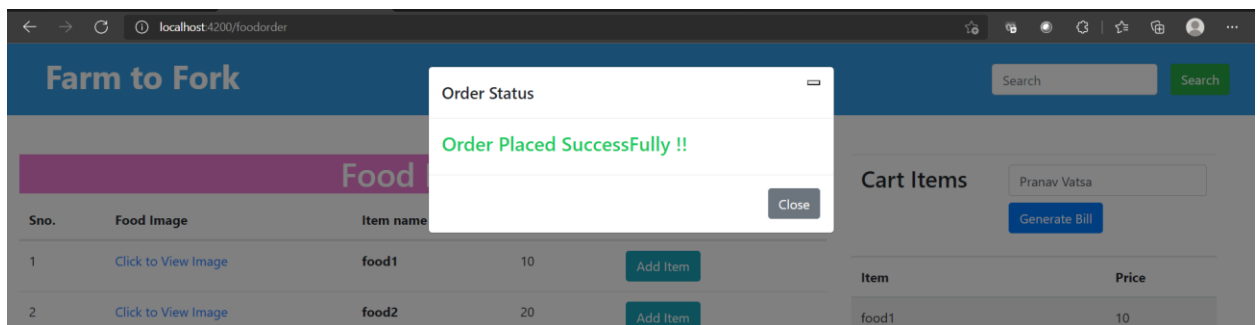 localhost:4200/foodorder
Farm to Fork
Search
Search
Order Status
Order Placed SuccessFully !!
Close
Food
Sno.
Food Image
Item name
1
Click to View Image
food1
10
Add Item
2
Click to View Image
food2
20
Add Item
Cart Items
Pranav Vatsa
Generate Bill
Item
Price
food1
10